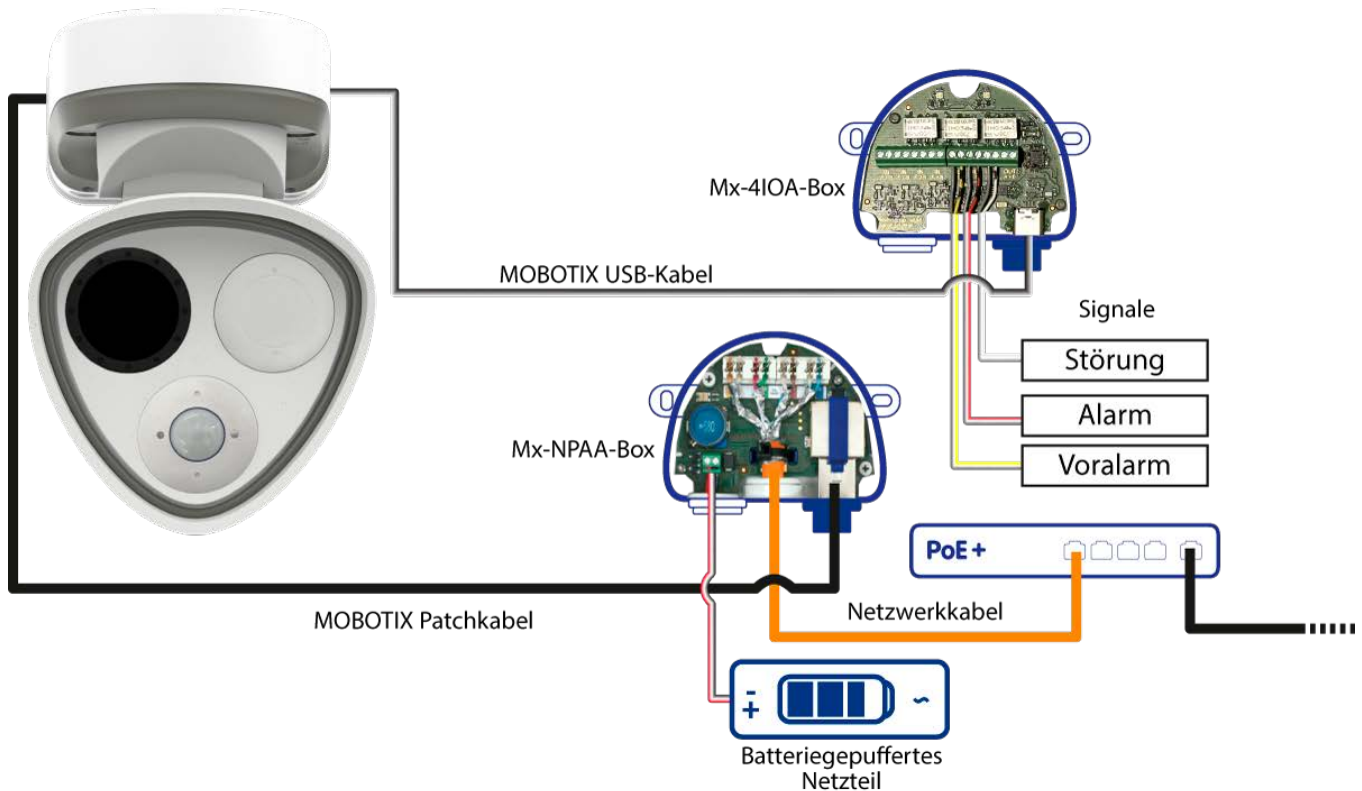 Mx-4IOA-Box
MOBOTIX USB-Kabel
Signale
Störung
Alarm
Voralarm
Mx-NPAA-Box
PoE+
MOBOTIX Patchkabel
Netzwerkkabel
- +
~
Batteriegepuffertes
Netzteil